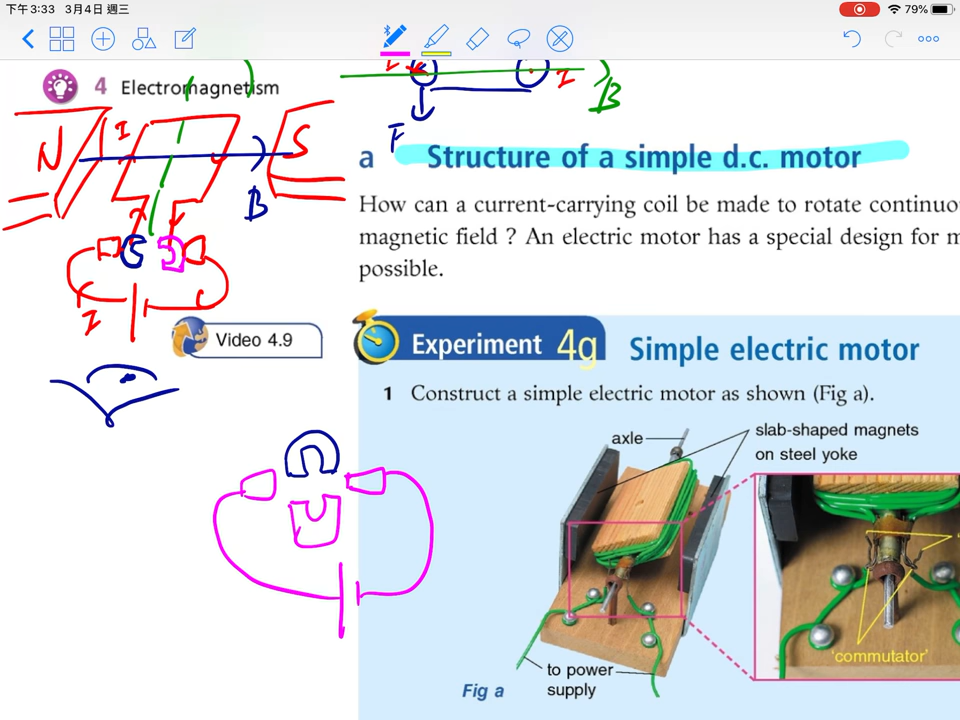 下午3:33 3月4日 週三
79%
4 Electromagnetism
I
I
B
F
N
I
S
B
I
a Structure of a simple d.c. motor
How can a current-carrying coil be made to rotate
magnetic field ? An electric motor has a special design for
possible.
Video 4.9
Experiment 4g Simple electric motor
1 Construct a simple electric motor as shown (Fig a).
axle
slab-shaped magnets
on steel yoke
'commutator'
to power
supply
Fig a